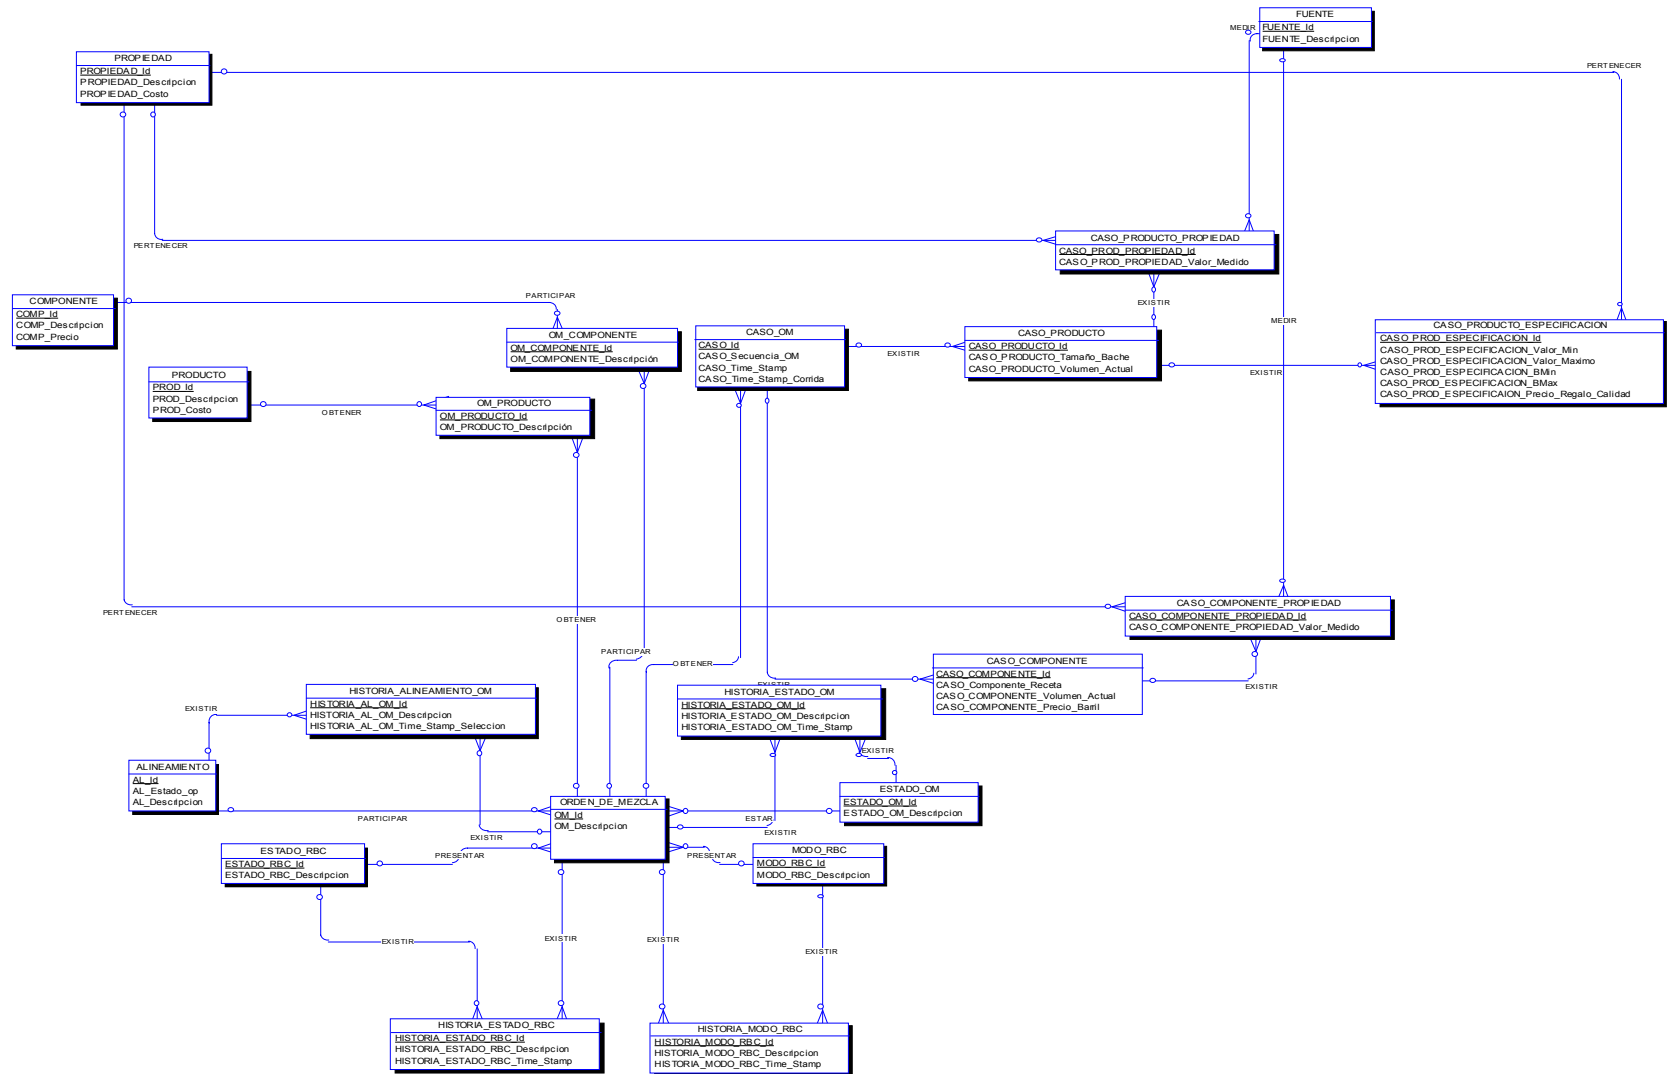 FUENTE
FUENTE_Id
FUENTE_Descripcion
MEDIR
PROPIEDAD
PROPIEDAD_Id
PROPIEDAD_Descripcion
PROPIEDAD_Costo
PERTENECER
PERTENECER
CASO_PRODUCTO_PROPIEDAD
CASO_PROD_PROPIEDAD_Id
CASO_PROD_PROPIEDAD_Valor_Medido
COMPONENTE
COMP_Id
COMP_Descripcion
COMP_Precio
PARTICIPAR
OM_COMPONENTE
OM_COMPONENTE_Id
OM_COMPONENTE_Descripción
CASO_OM
CASO_Id
CASO_Secuencia_OM
CASO_Time_Stamp
CASO_Time_Stamp_Corrida
EXISTIR
EXISTIR
CASO_PRODUCTO
CASO_PRODUCTO_Id
CASO_PRODUCTO_Tamaño_Bache
CASO_PRODUCTO_Volumen_Actual
EXISTIR
MEDIR
CASO_PRODUCTO_ESPECIFICACION
CASO_PROD_ESPECIFICACION_Id
CASO_PROD_ESPECIFICACION_Valor_Min
CASO_PROD_ESPECIFICACION_Valor_Maximo
CASO_PROD_ESPECIFICACION_BMin
CASO_PROD_ESPECIFICACION_BMax
CASO_PROD_ESPECIFICAION_Precio_Regalo_Calidad
PRODUCTO
PROD_Id
PROD_Descripcion
PROD_Costo
OBTENER
OM_PRODUCTO
OM_PRODUCTO_Id
OM_PRODUCTO_Descripción
PERTENECER
OBTENER
CASO_COMPONENTE_PROPIEDAD
CASO_COMPONENTE_PROPIEDAD_Id
CASO_COMPONENTE_PROPIEDAD_Valor_Medido
PARTICIPAR
OBTENER
EXISTIR
CASO_COMPONENTE
CASO_COMPONENTE_Id
CASO_Componente_Receta
CASO_COMPONENTE_Volumen_Actual
CASO_COMPONENTE_Precio_Barril
EXISTIR
HISTORIA_ALINEAMIENTO_OM
HISTORIA_AL_OM_Id
HISTORIA_AL_OM_Descripcion
HISTORIA_AL_OM_Time_Stamp_Seleccion
EXISTIR
HISTORIA_ESTADO_OM
HISTORIA_ESTADO_OM_Id
HISTORIA_ESTADO_OM_Descripcion
HISTORIA_ESTADO_OM_Time_Stamp
EXISTIR
ALINEAMIENTO
AL_Id
AL_Estado_op
AL_Descripcion
PARTICIPAR
EXISTIR
ORDEN_DE_MEZCLA
OM_Id
OM_Descripcion
ESTAR
EXISTIR
ESTADO_OM
ESTADO_OM_Id
ESTADO_OM_Descripcion
ESTADO_RBC
ESTADO_RBC_Id
ESTADO_RBC_Descripcion
PRESENTAR
PRESENTAR
MODO_RBC
MODO_RBC_Id
MODO_RBC_Descripcion
EXISTIR
EXISTIR
EXISTIR
EXISTIR
HISTORIA_ESTADO_RBC
HISTORIA_ESTADO_RBC_Id
HISTORIA_ESTADO_RBC_Descripcion
HISTORIA_ESTADO_RBC_Time_Stamp
HISTORIA_MODO_RBC
HISTORIA_MODO_RBC_Id
HISTORIA_MODO_RBC_Descripcion
HISTORIA_MODO_RBC_Time_Stamp